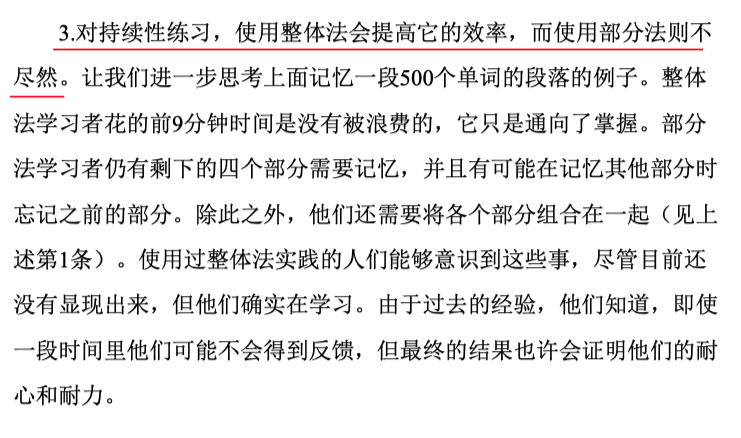 3.对持续性练习，使用整体法会提高它的效率，而使用部分法则不
尽然。让我们进一步思考上面记忆一段500个单词的段落的例子。整体
法学习者花的前9分钟时间是没有被浪费的，它只是通向了掌握。部分
法学习者仍有剩下的四个部分需要记忆，并且有可能在记忆其他部分时
忘记之前的部分。除此之外，他们还需要将各个部分组合在一起（见上
述第1条）。使用过整体法实践的人们能够意识到这些事，尽管目前还
没有显现出来，但他们确实在学习。由于过去的经验，他们知道，即使
一段时间里他们可能不会得到反馈，但最终的结果也许会证明他们的耐
心和耐力。